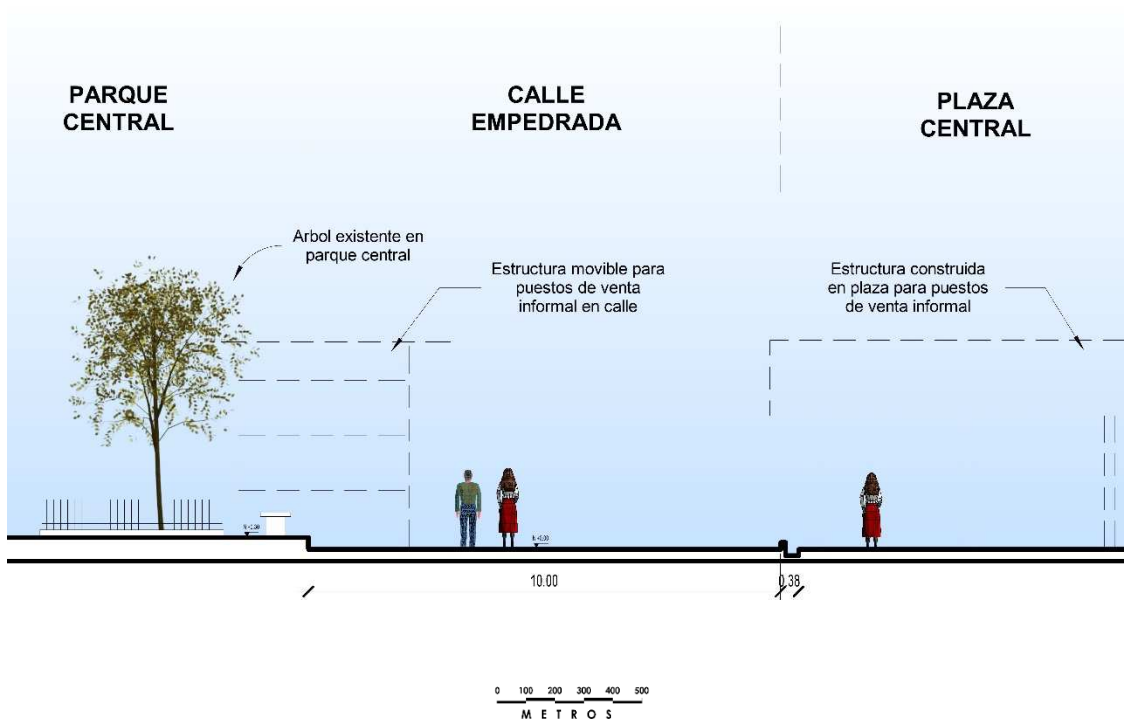 PARQUE
CENTRAL
CALLE
EMPEDRADA
PLAZA
CENTRAL
Arbol existente en
parque central
Estructura movible para
puestos de venta
informal en calle
Estructura construida
en plaza para puestos
de venta informal
10.00
0.38
0 100 200 300 400 500
METROS